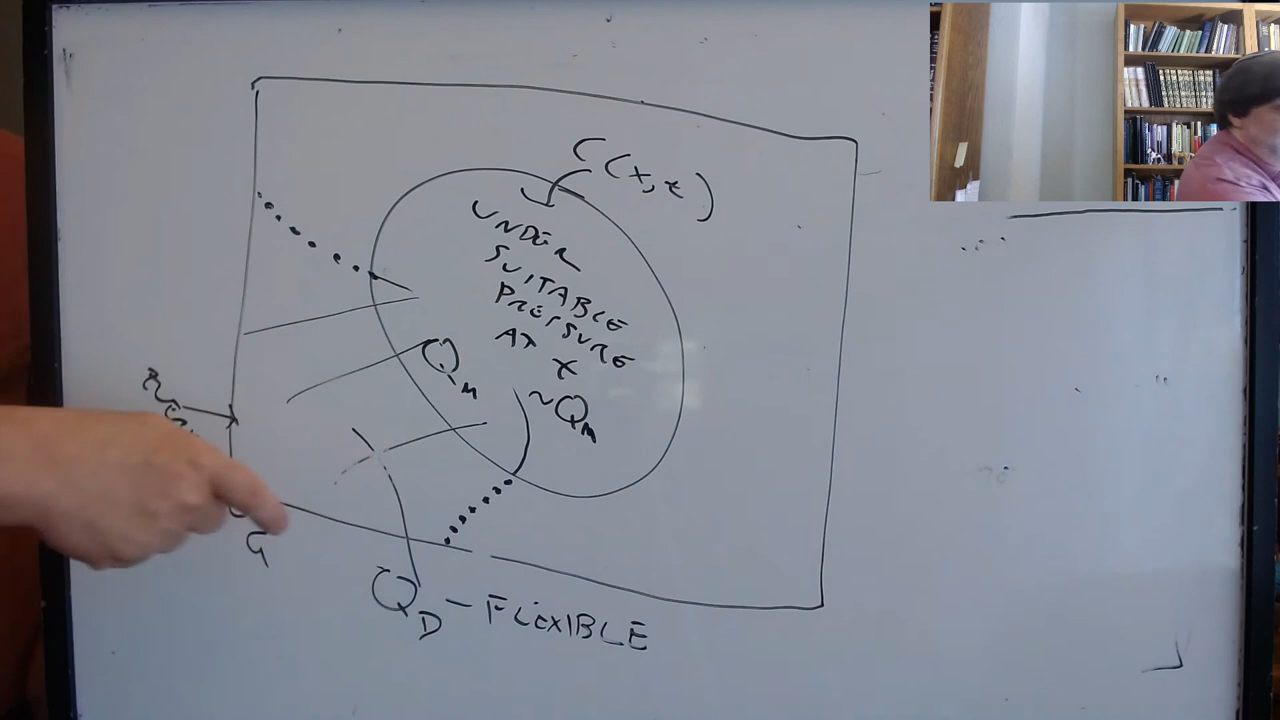 C(x,z)
UNDER
SUITABLE
PRESSURE
AT X
~Q_M
Q_M
G
Q_D – FLEXIBLE